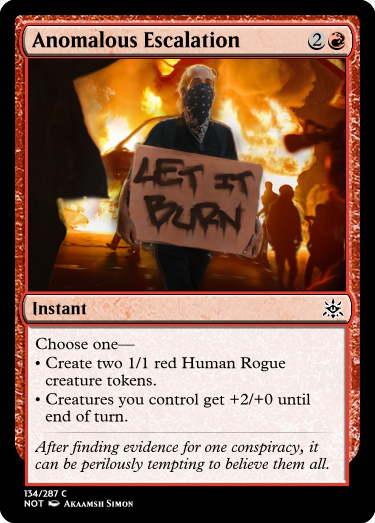 Anomalous Escalation 2
LET IT
BURN
Instant
Choose one—
• Create two 1/1 red Human Rogue
creature tokens.
• Creatures you control get +2/+0 until
end of turn.
After finding evidence for one conspiracy, it
can be perilously tempting to believe them all.
134/287 C
NOT Akaamsh Simon